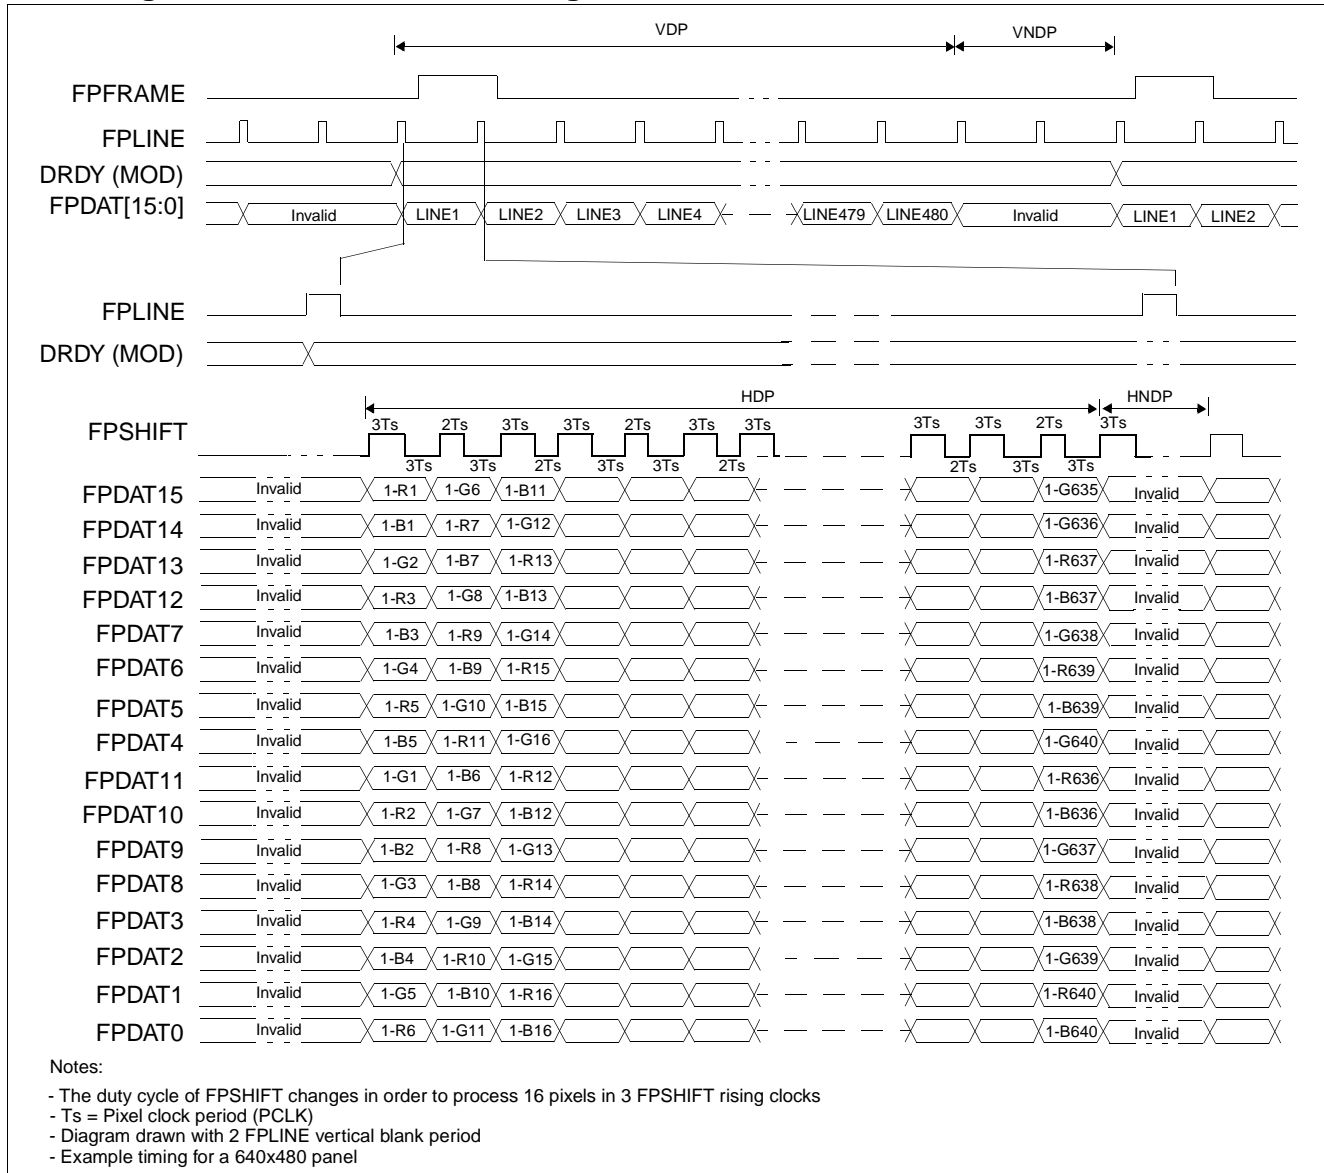 VDP VNDP
FPFRAME
FPLINE
DRDY (MOD)
FPDAT[15:0] Invalid LINE1 LINE2 LINE3 LINE4 LINE479 LINE480 Invalid LINE1 LINE2
FPLINE
DRDY (MOD)
HDP HNDP
FPSHIFT 3Ts 2Ts 3Ts 3Ts 2Ts 3Ts 3Ts 3Ts 3Ts 2Ts 3Ts
3Ts 3Ts 2Ts 3Ts 3Ts 2Ts 2Ts 3Ts 3Ts
FPDAT15 Invalid 1-R1 1-G6 1-B11 1-G635 Invalid
FPDAT14 Invalid 1-B1 1-R7 1-G12 1-G636 Invalid
FPDAT13 Invalid 1-G2 1-B7 1-R13 1-R637 Invalid
FPDAT12 Invalid 1-R3 1-G8 1-B13 1-B637 Invalid
FPDAT7 Invalid 1-B3 1-R9 1-G14 1-G638 Invalid
FPDAT6 Invalid 1-G4 1-B9 1-R15 1-R639 Invalid
FPDAT5 Invalid 1-R5 1-G10 1-B15 1-B639 Invalid
FPDAT4 Invalid 1-B5 1-R11 1-G16 1-G640 Invalid
FPDAT11 Invalid 1-G1 1-B6 1-R12 1-R636 Invalid
FPDAT10 Invalid 1-R2 1-G7 1-B12 1-B636 Invalid
FPDAT9 Invalid 1-B2 1-R8 1-G13 1-G637 Invalid
FPDAT8 Invalid 1-G3 1-B8 1-R14 1-R638 Invalid
FPDAT3 Invalid 1-R4 1-G9 1-B14 1-B638 Invalid
FPDAT2 Invalid 1-B4 1-R10 1-G15 1-G639 Invalid
FPDAT1 Invalid 1-G5 1-B10 1-R16 1-R640 Invalid
FPDAT0 Invalid 1-R6 1-G11 1-B16 1-B640 Invalid
Notes:
- The duty cycle of FPSHIFT changes in order to process 16 pixels in 3 FPSHIFT rising clocks
- Ts = Pixel clock period (PCLK)
- Diagram drawn with 2 FPLINE vertical blank period
- Example timing for a 640x480 panel